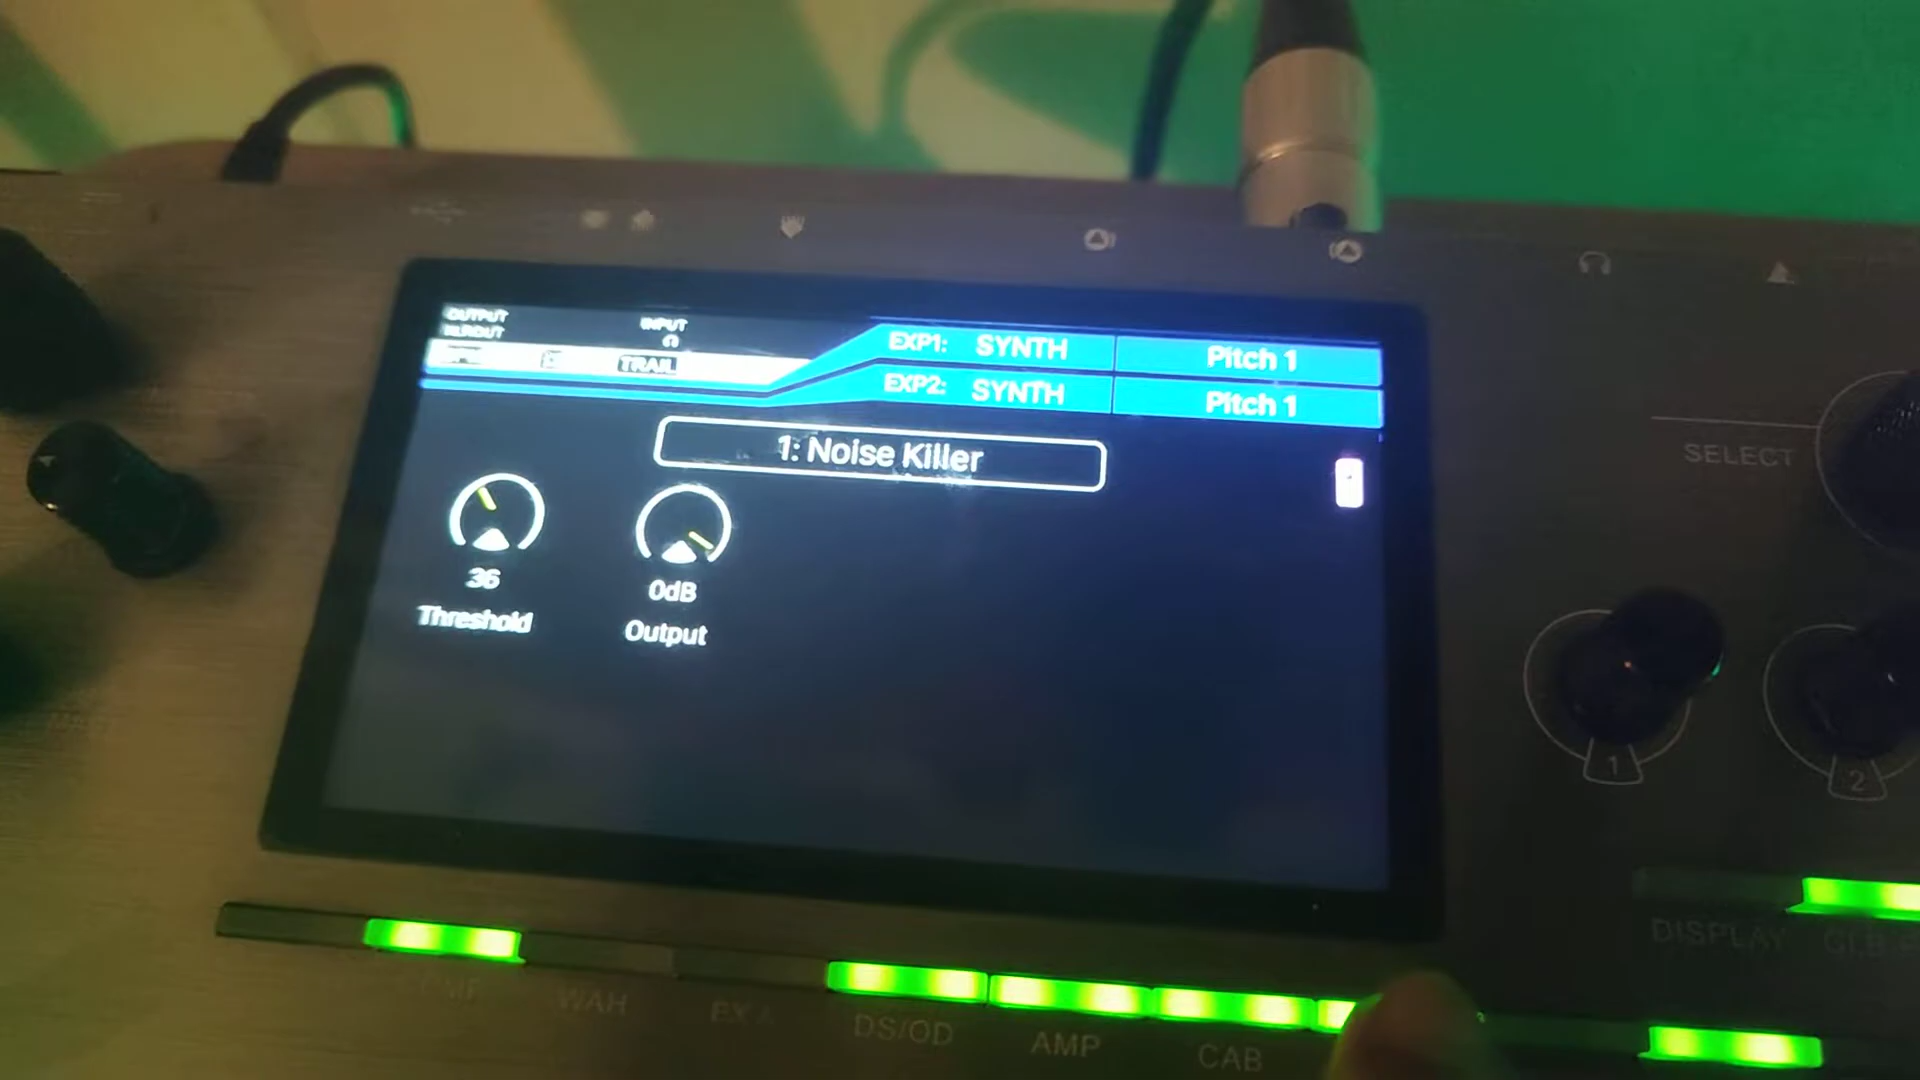 OUTPUT
INPUT
TRAIL
EXP1: SYNTH Pitch 1
EXP2: SYNTH Pitch 1
1: Noise Killer
36
0dB
Threshold
Output
SELECT
1
2
DISPLAY
WAH
DS/OD
AMP
CAB